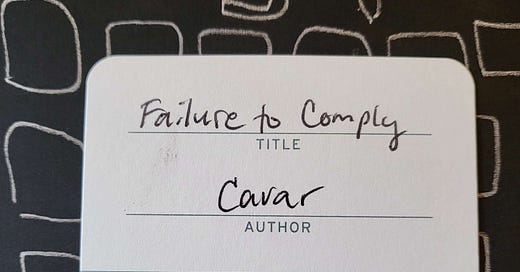 Failure to Comply
TITLE
Cavar
AUTHOR